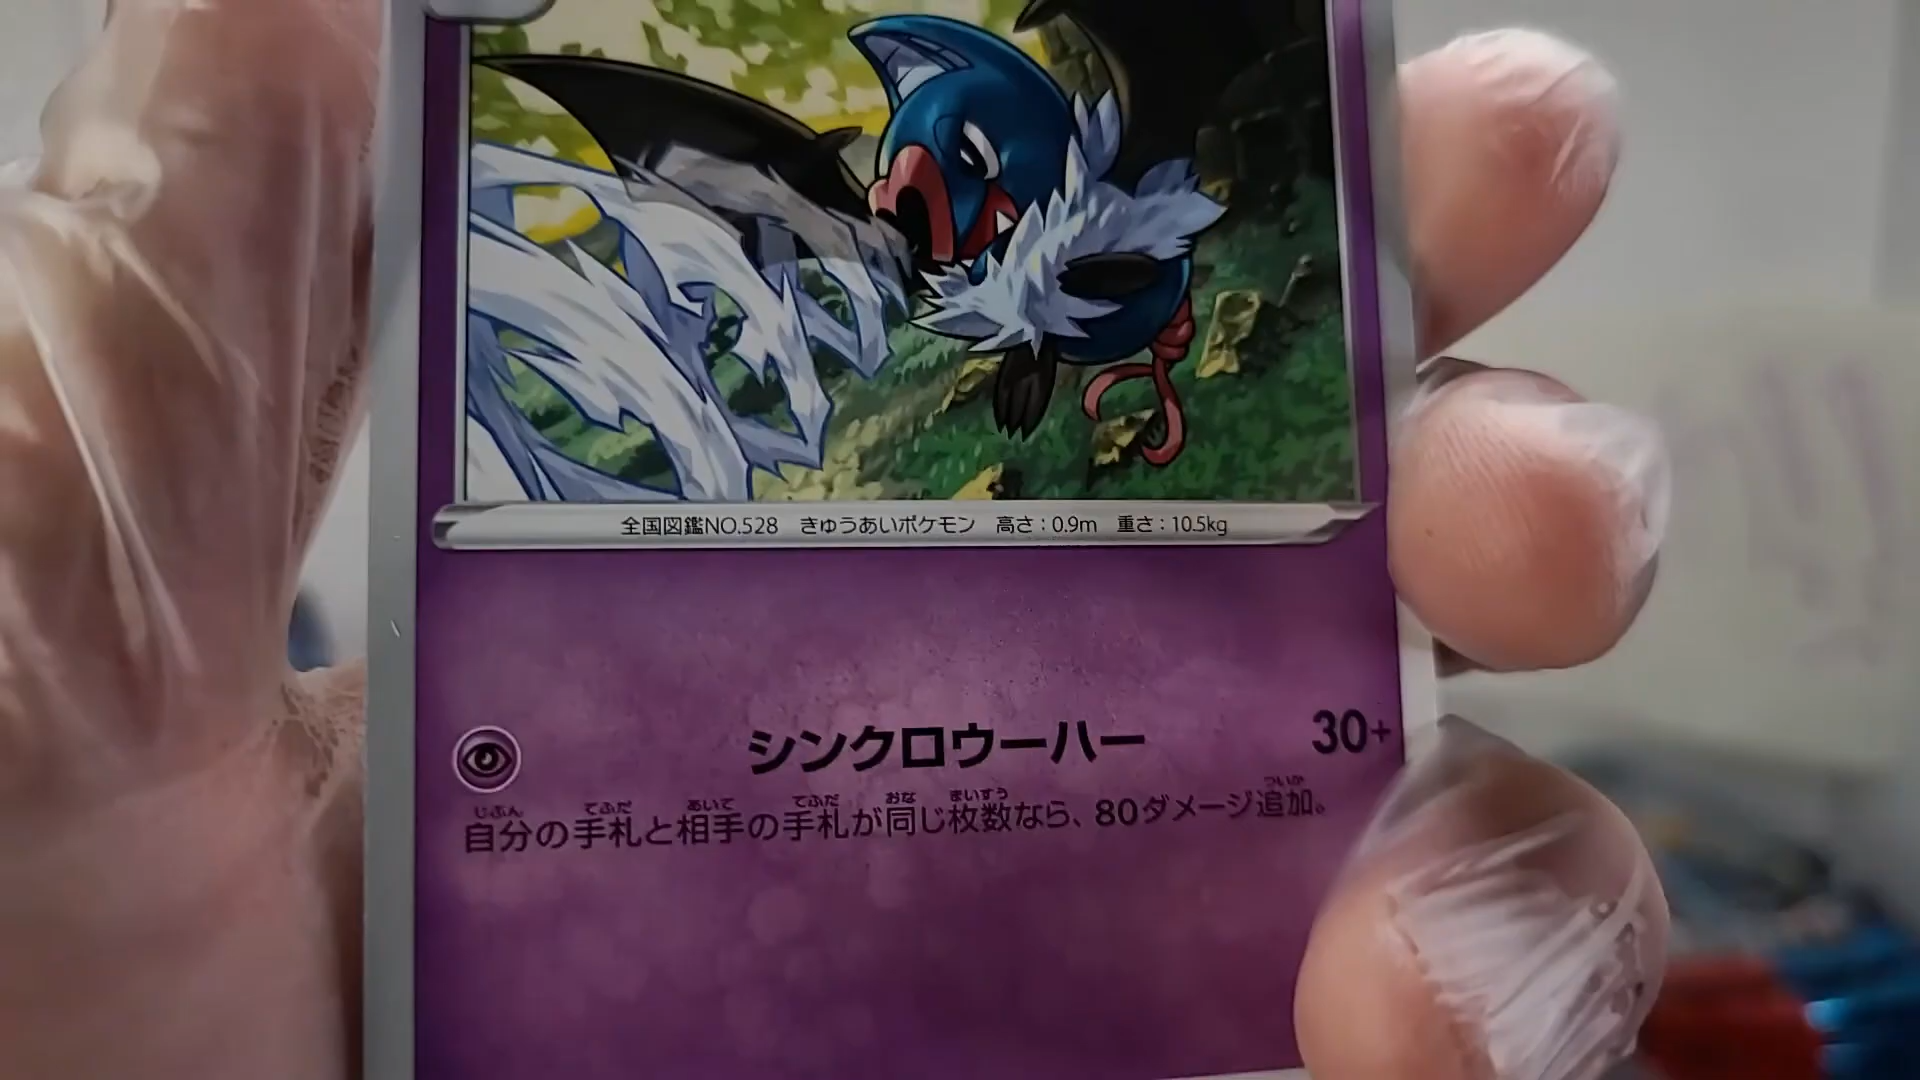 全国図鑑NO.528 きゅうあいポケモン 高さ:0.9m 重さ:10.5kg
シンクロウーハー 30+
じぶん てふだ あいて てふだ おな まいすう ついか
自分の手札と相手の手札が同じ枚数なら、80ダメージ追加。